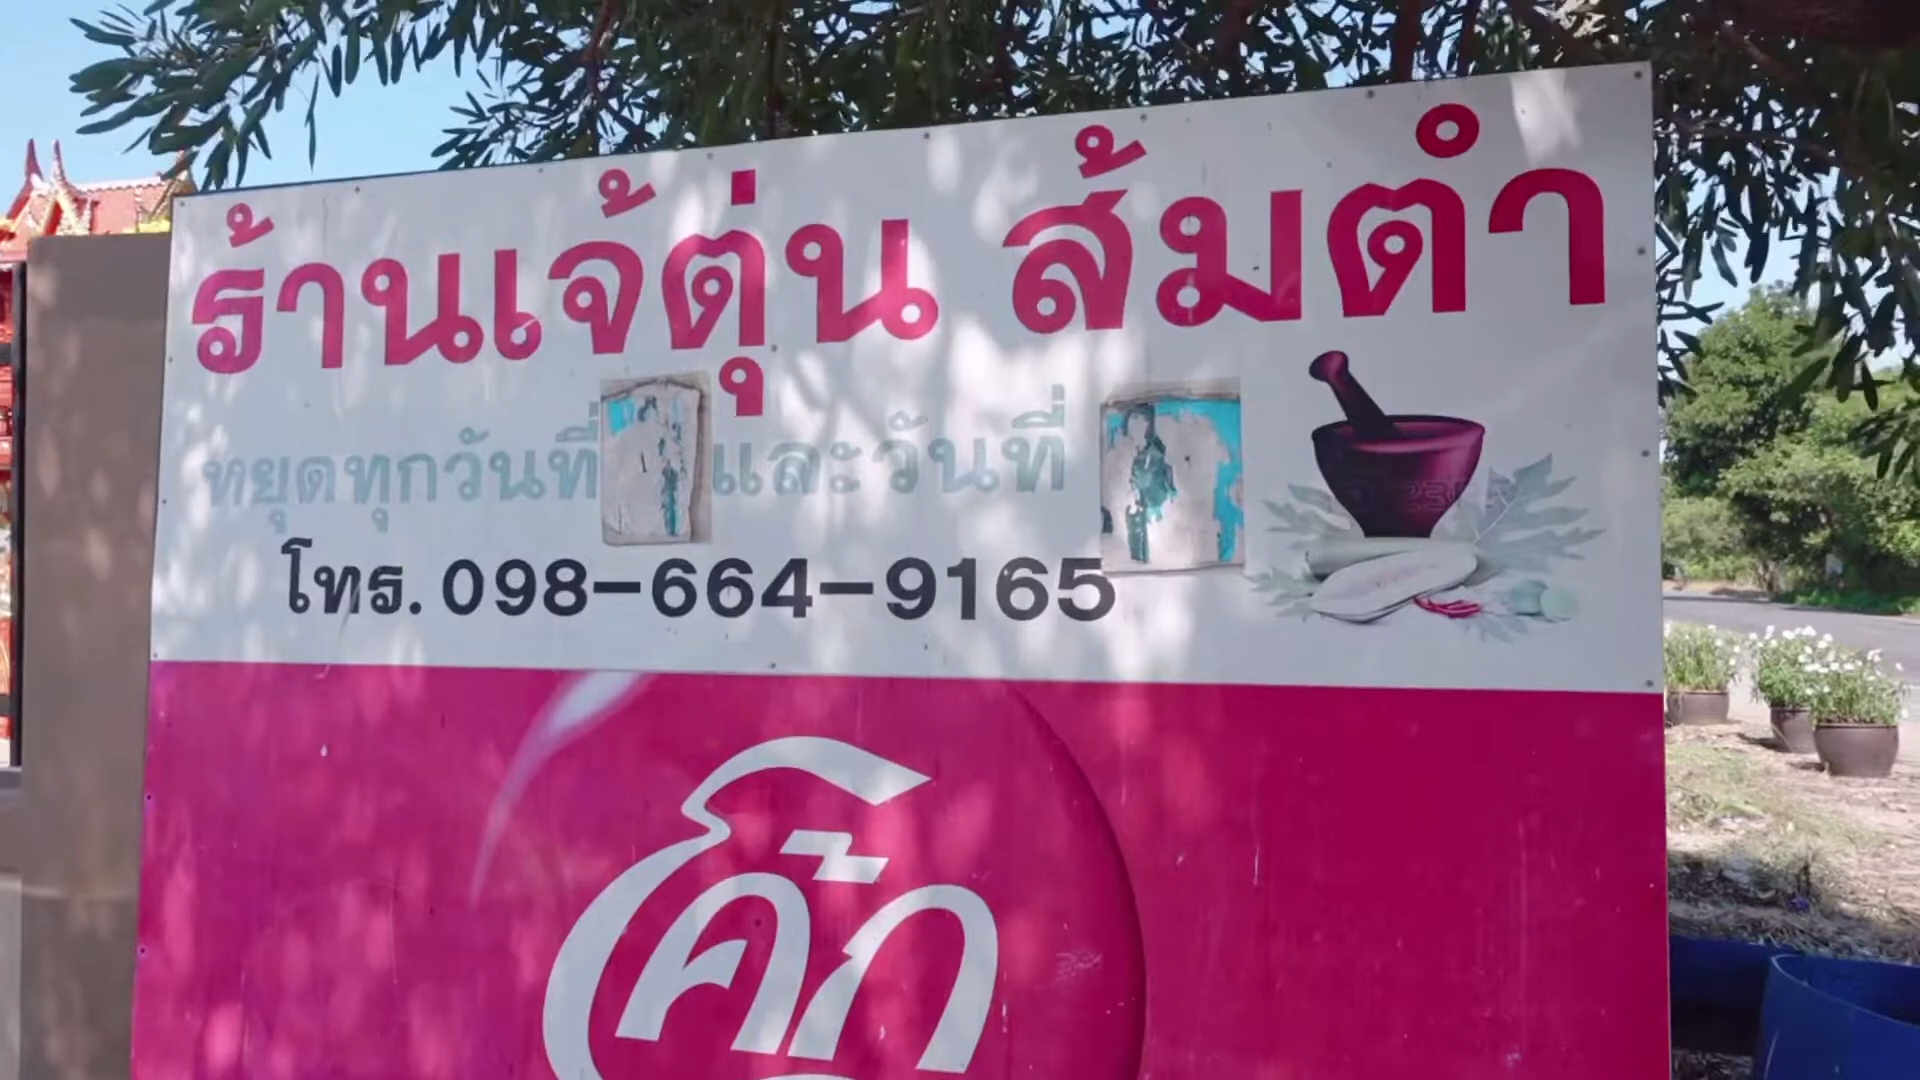 ร้านเจ้ตุ่น ส้มตำ
หยุดทุกวันที่ และวันที่
โทร. 098-664-9165
โค้ก